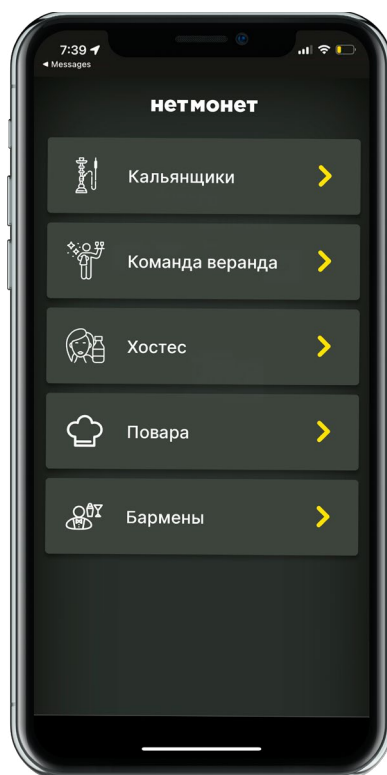 7:39
◀ Messages
нетмонет
Кальянщики
Команда веранда
Хостес
Повара
Бармены